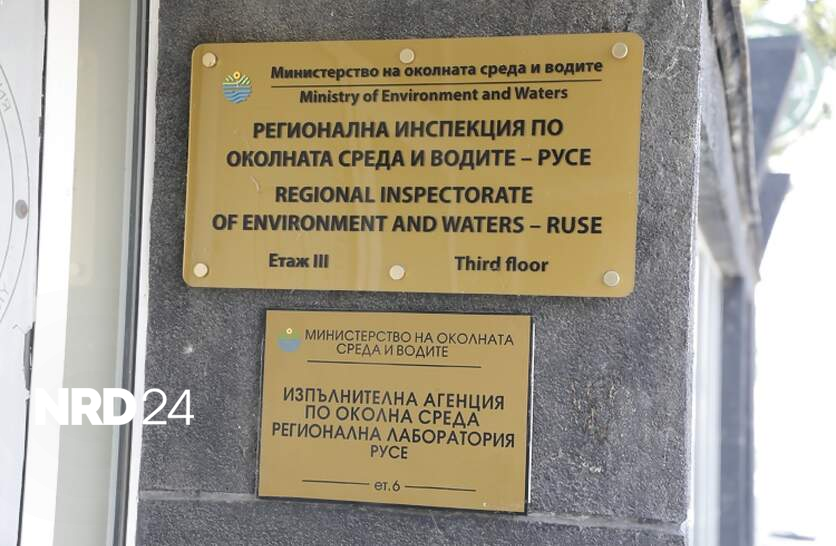 Министерство на околната среда и водите
Ministry of Environment and Waters
РЕГИОНАЛНА ИНСПЕКЦИЯ ПО
ОКОЛНАТА СРЕДА И ВОДИТЕ – РУСЕ
REGIONAL INSPECTORATE
OF ENVIRONMENT AND WATERS – RUSE
Етаж III Third floor
МИНИСТЕРСТВО НА ОКОЛНАТА
СРЕДА И ВОДИТЕ
ИЗПЪЛНИТЕЛНА АГЕНЦИЯ
ПО ОКОЛНА СРЕДА
РЕГИОНАЛНА ЛАБОРАТОРИЯ
РУСЕ
ет. 6
NRD24